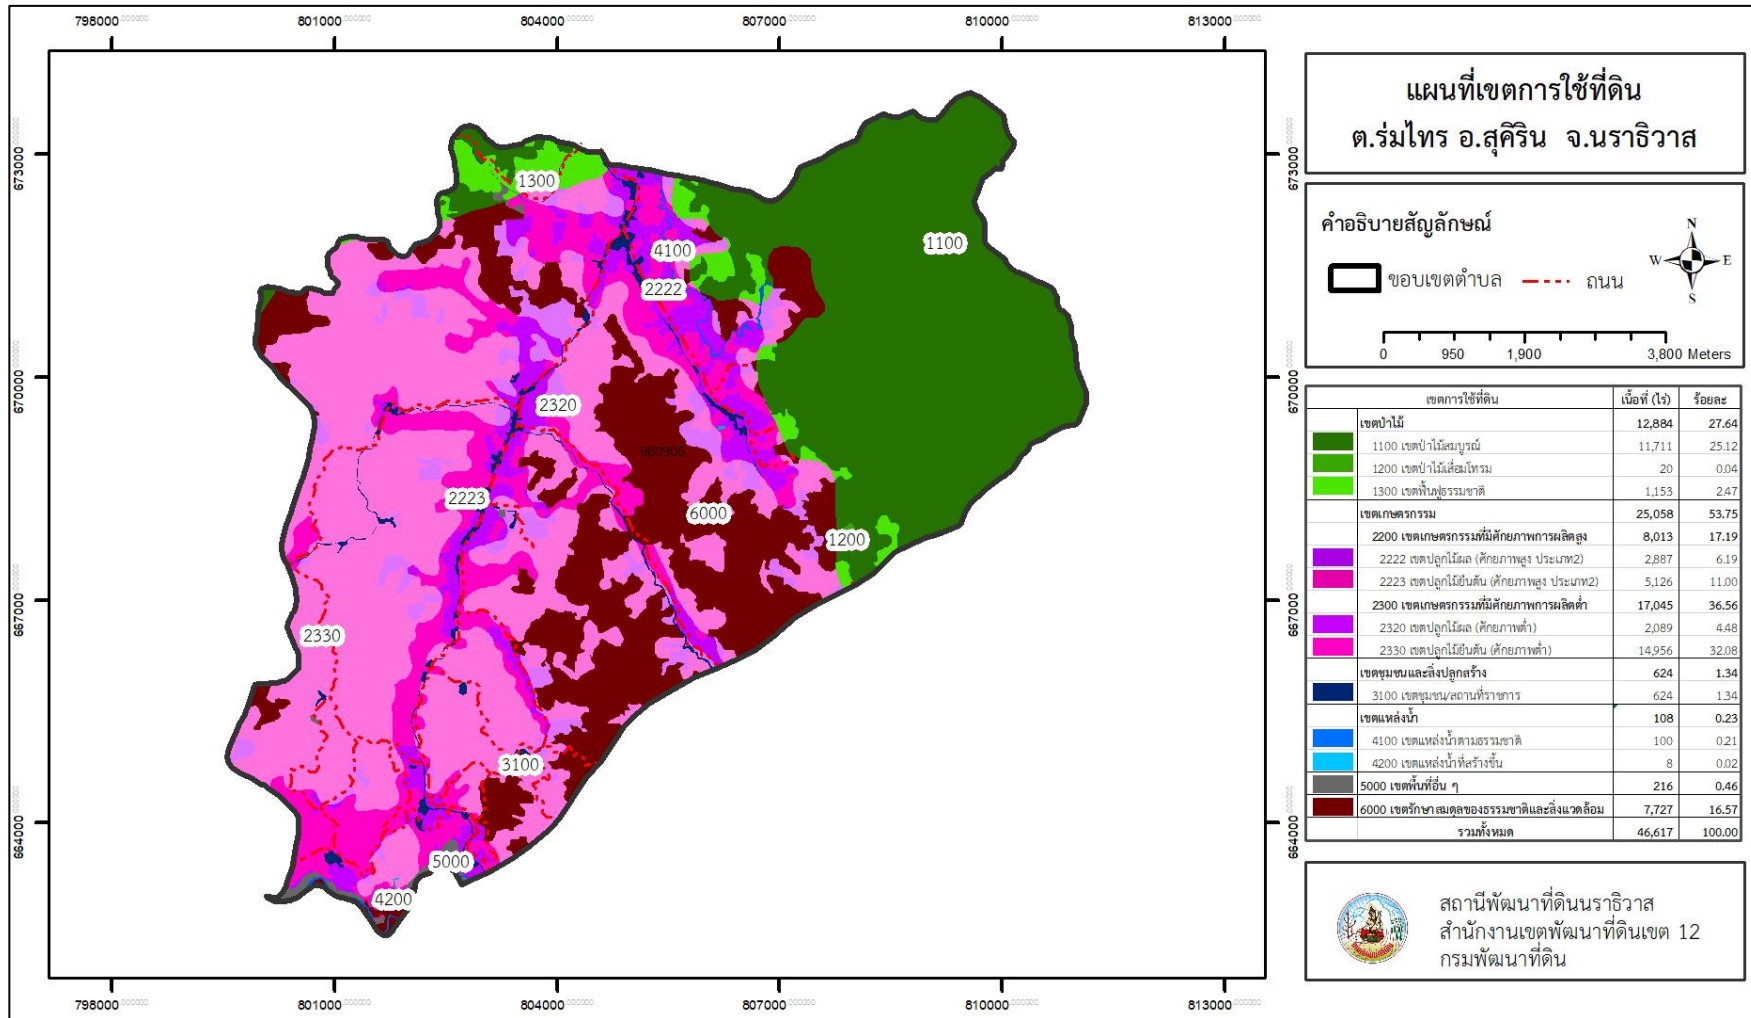 798000 801000 804000 807000 810000 813000
673000
670000
667000
664000
673000
670000
667000
664000
798000 801000 804000 807000 810000 813000
1300
1100
4100
2222
2320
960905
2223
6000
1200
2330
3100
5000
4200
แผนที่เขตการใช้ที่ดิน
ต.ร่มไทร อ.สุคิริน จ.นราธิวาส
คำอธิบายสัญลักษณ์
N
W E
S
ขอบเขตตำบล ถนน
0 950 1,900 3,800 Meters
เขตการใช้ที่ดิน เนื้อที่ (ไร่) ร้อยละ
เขตป่าไม้ 12,884 27.64
1100 เขตป่าไม้สมบูรณ์ 11,711 25.12
1200 เขตป่าไม้เสื่อมโทรม 20 0.04
1300 เขตฟื้นฟูธรรมชาติ 1,153 2.47
เขตเกษตรกรรม 25,058 53.75
2200 เขตเกษตรกรรมที่มีศักยภาพการผลิตสูง 8,013 17.19
2222 เขตปลูกไม้ผล (ศักยภาพสูง ประเภท2) 2,887 6.19
2223 เขตปลูกไม้ยืนต้น (ศักยภาพสูง ประเภท2) 5,126 11.00
2300 เขตเกษตรกรรมที่มีศักยภาพการผลิตต่ำ 17,045 36.56
2320 เขตปลูกไม้ผล (ศักยภาพต่ำ) 2,089 4.48
2330 เขตปลูกไม้ยืนต้น (ศักยภาพต่ำ) 14,956 32.08
เขตชุมชนและสิ่งปลูกสร้าง 624 1.34
3100 เขตชุมชน/สถานที่ราชการ 624 1.34
เขตแหล่งน้ำ 108 0.23
4100 เขตแหล่งน้ำตามธรรมชาติ 100 0.21
4200 เขตแหล่งน้ำที่สร้างขึ้น 8 0.02
5000 เขตพื้นที่อื่น ๆ 216 0.46
6000 เขตรักษาสมดุลของธรรมชาติและสิ่งแวดล้อม 7,727 16.57
รวมทั้งหมด 46,617 100.00
สถานีพัฒนาที่ดินนราธิวาส
สำนักงานเขตพัฒนาที่ดินเขต 12
กรมพัฒนาที่ดิน